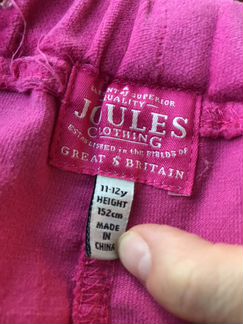 SUPERIOR
QUALITY
JOULES
CLOTHING
ESTABLISHED in the FIELDS OF
GREAT & BRITAIN
11-12y
HEIGHT
152cm
MADE
IN
CHINA